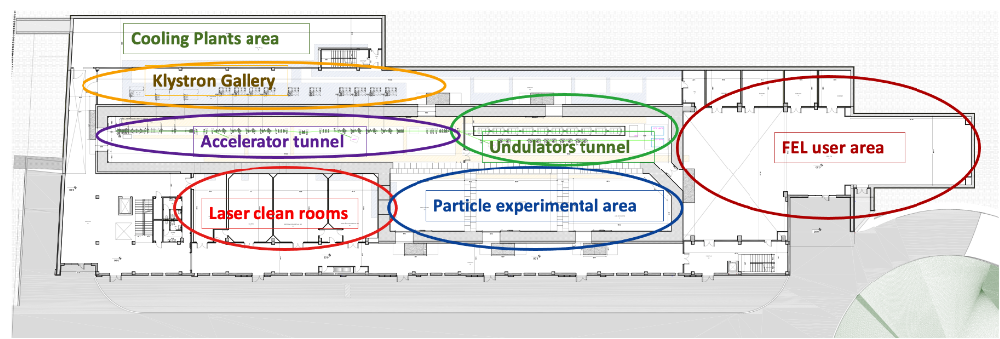 Cooling Plants area
Klystron Gallery
Accelerator tunnel
Undulators tunnel
FEL user area
Laser clean rooms
Particle experimental area